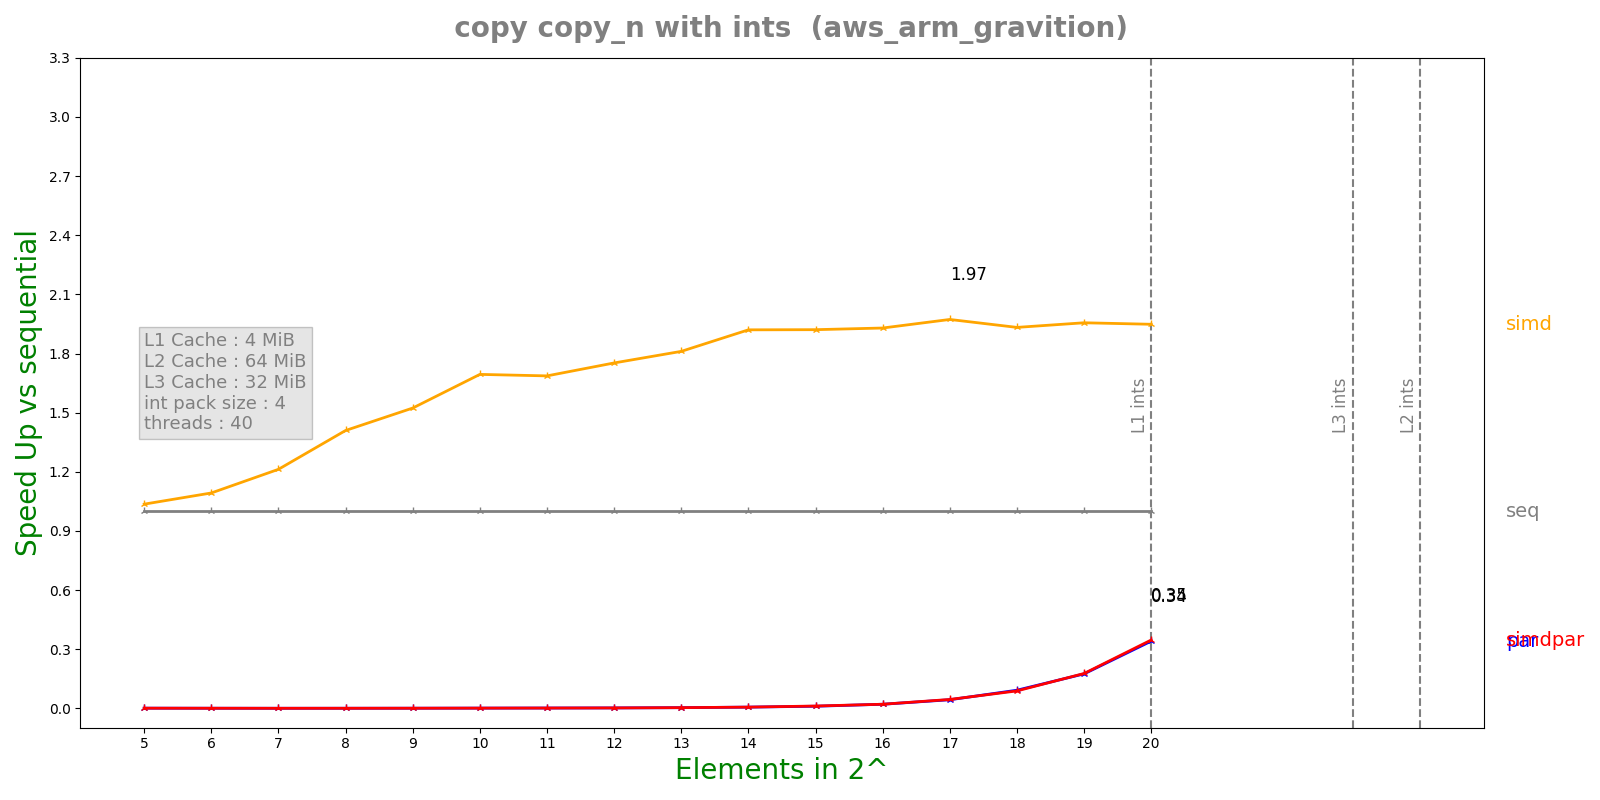 copy copy_n with ints  (aws_arm_gravition)
Speed Up vs sequential
3.3
3.0
2.7
2.4
2.1
1.8
1.5
1.2
0.9
0.6
0.3
0.0
L1 Cache : 4 MiB
L2 Cache : 64 MiB
L3 Cache : 32 MiB
int pack size : 4
threads : 40
1.97
0.35
0.34
L1 ints
L3 ints
L2 ints
simd
seq
simdpar
par
5 6 7 8 9 10 11 12 13 14 15 16 17 18 19 20
Elements in 2^